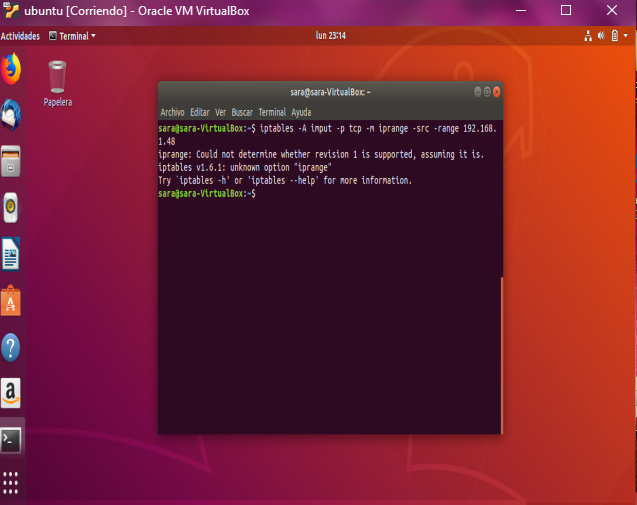 ubuntu [Corriendo] - Oracle VM VirtualBox
Actividades Terminal lun 23:14
Papelera
sara@sara-VirtualBox: ~
Archivo Editar Ver Buscar Terminal Ayuda
sara@sara-VirtualBox:~$ iptables -A imput -p tcp -m iprange -src -range 192.168.
1.48
iprange: Could not determine whether revision 1 is supported, assuming it is.
iptables v1.6.1: unknown option "iprange"
Try `iptables -h' or 'iptables --help' for more information.
sara@sara-VirtualBox:~$